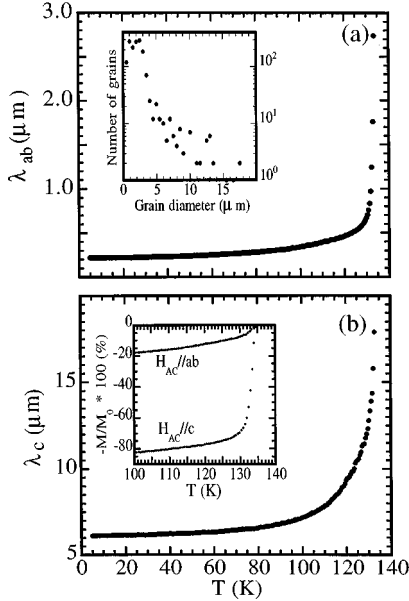 3.0
2.0
1.0
λab (μm)
(a)
Number of grains
10²
10¹
10⁰
0 5 10 15
Grain diameter (μ m)
15
10
5
λc (μm)
(b)
0
-20
-40
-60
-80
-M/M₀ * 100 (%)
HAC//ab
HAC//c
100 110 120 130 140
T (K)
0 20 40 60 80 100 120 140
T (K)